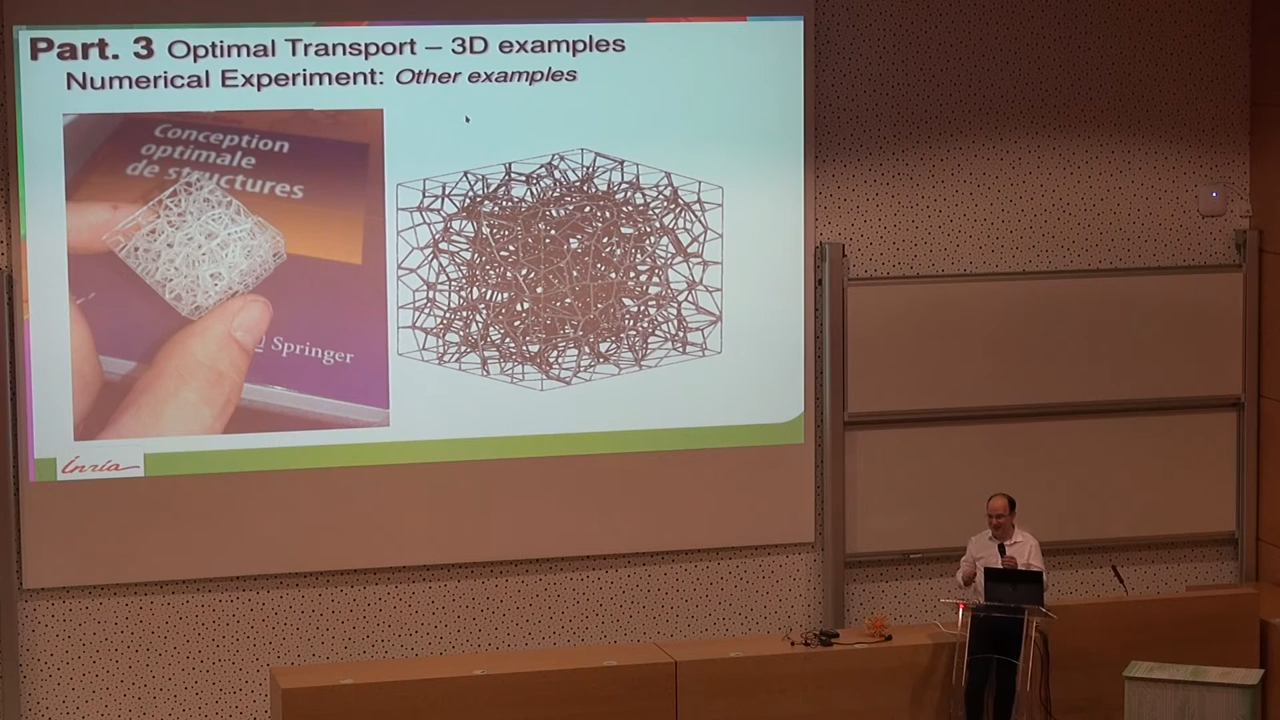 Part. 3 Optimal Transport – 3D examples
Numerical Experiment: Other examples
Conception
optimale
de structures
Springer
Inria